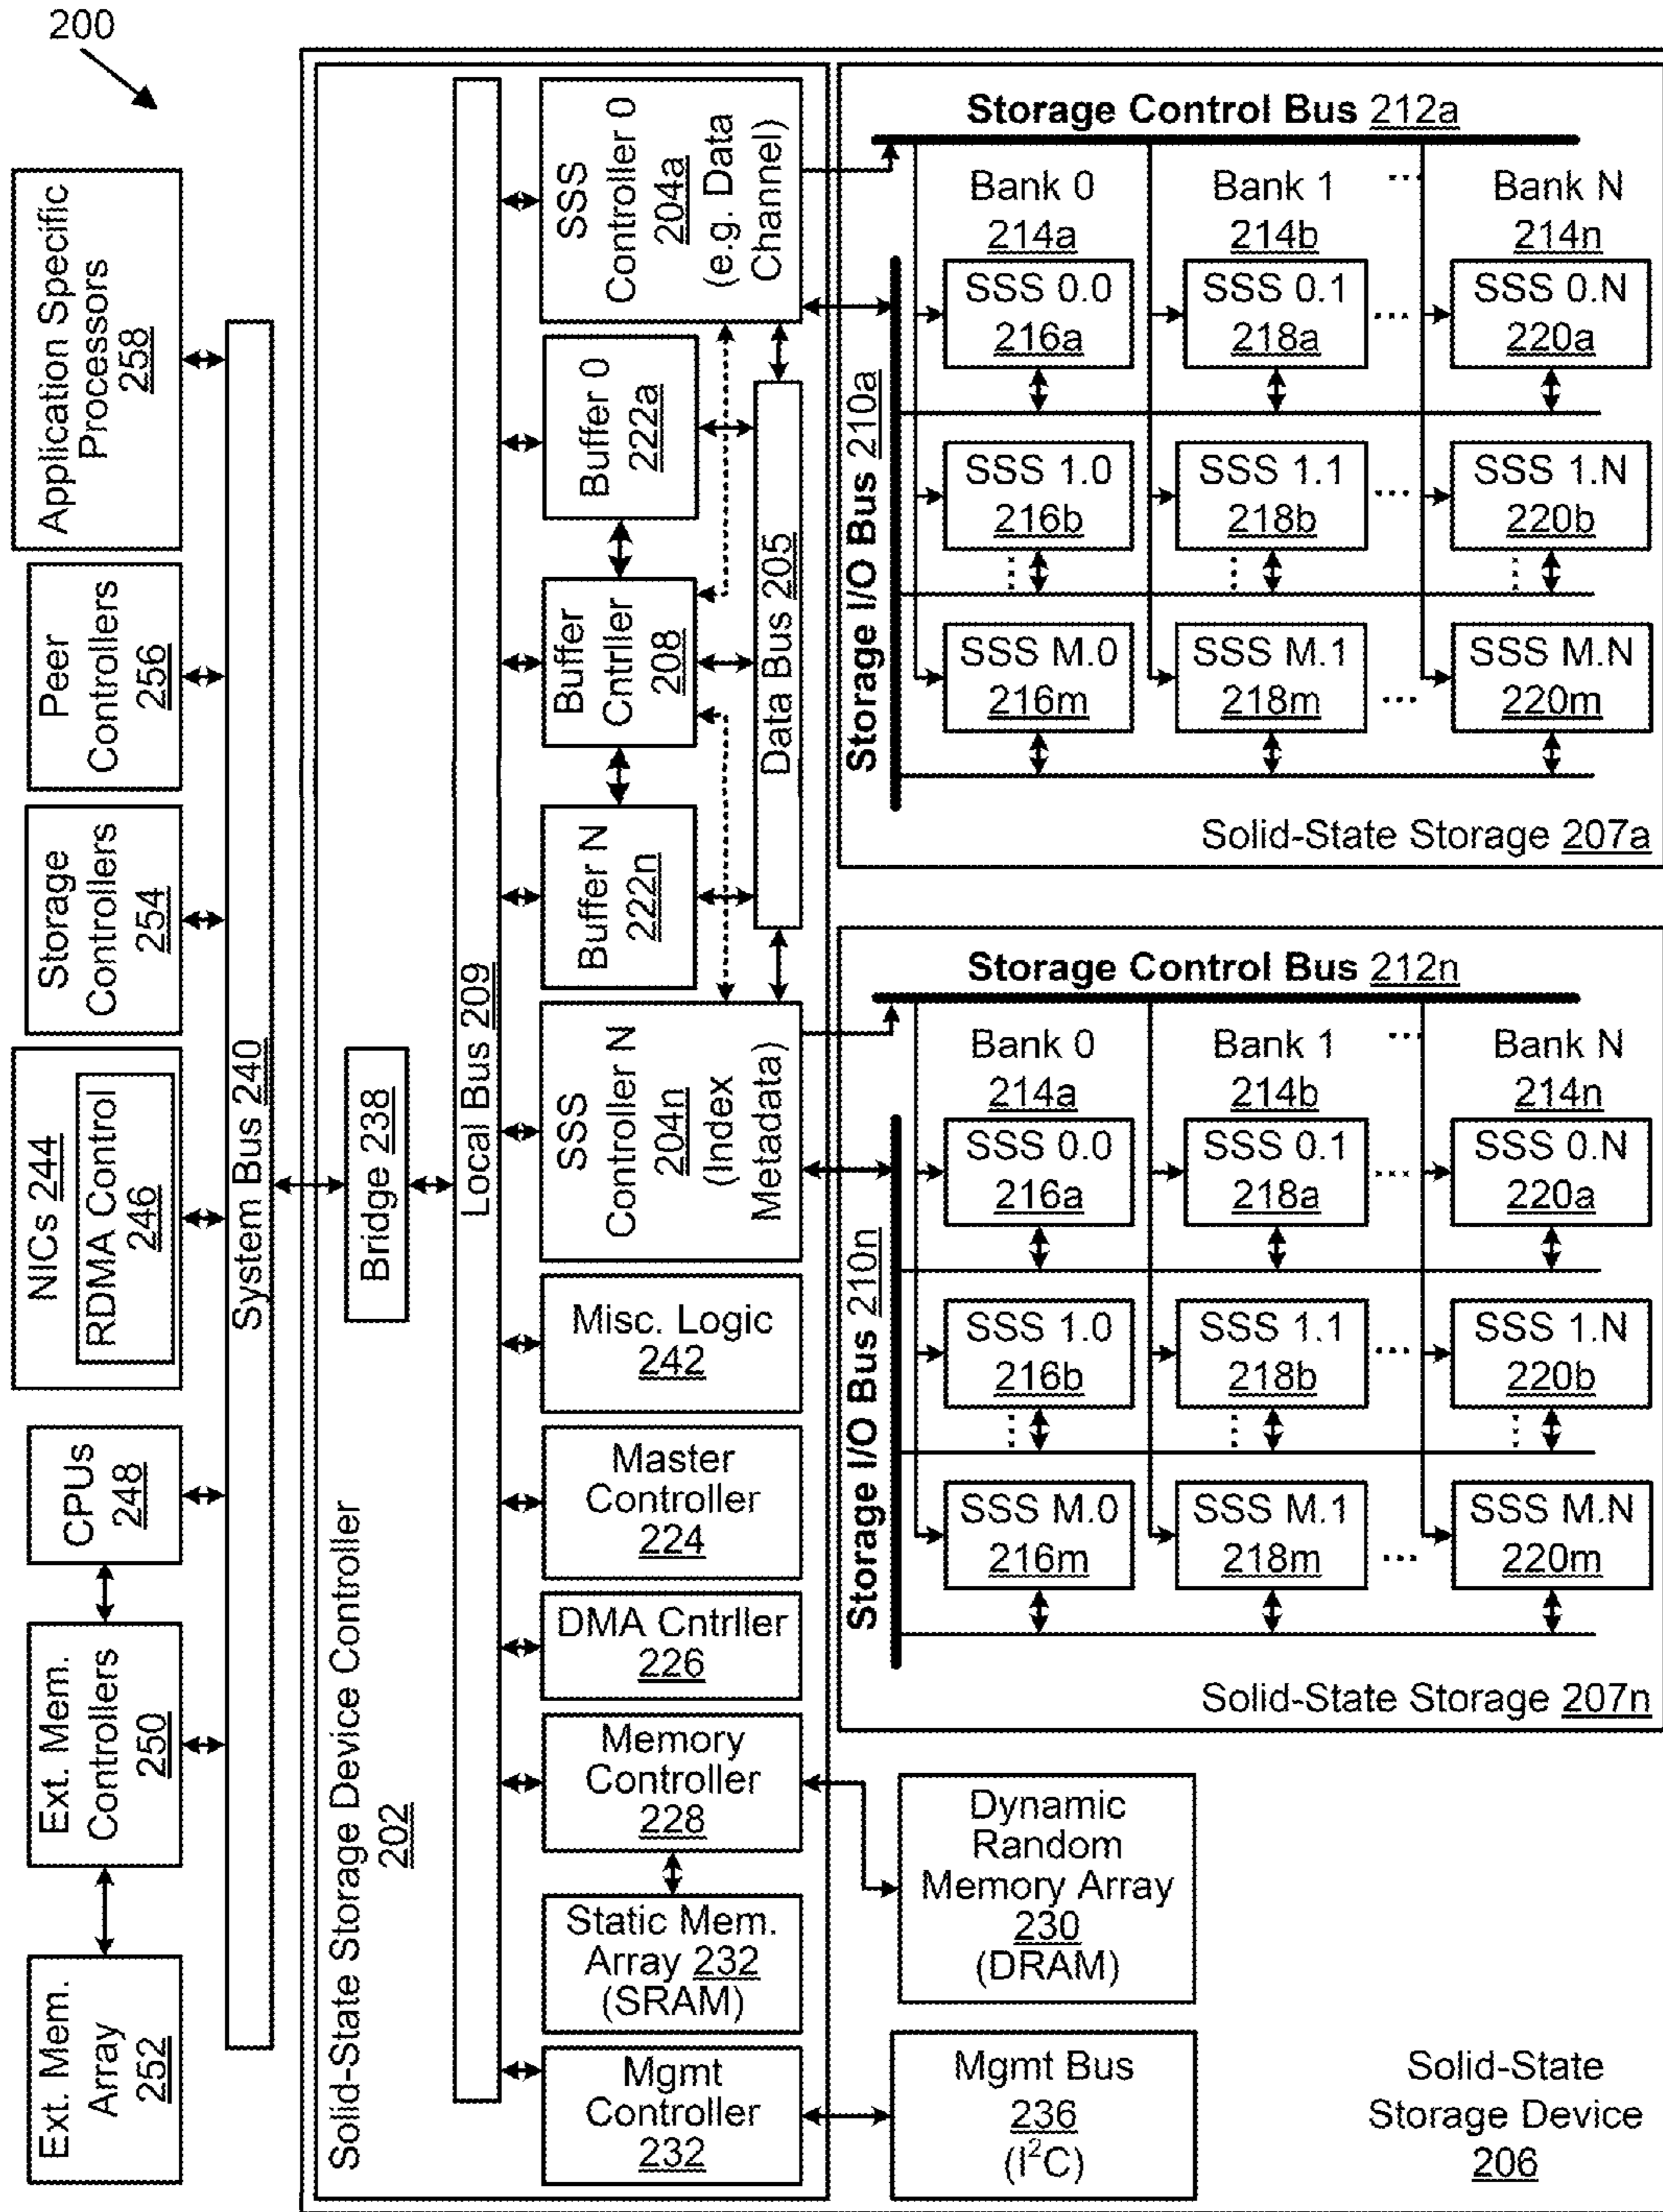 200
Application Specific
Processors
258
Peer
Controllers
256
Storage
Controllers
254
NICs 244
RDMA Control
246
CPUs
248
Ext. Mem.
Controllers
250
Ext. Mem.
Array
252
System Bus 240
Solid-State Storage Device Controller
202
Bridge 238
Local Bus 209
SSS
Controller 0
204a
(e.g. Data
Channel)
Buffer 0
222a
Buffer
Cntrller
208
Buffer N
222n
Data Bus 205
SSS
Controller N
204n
(Index
Metadata)
Misc. Logic
242
Master
Controller
224
DMA Cntrller
226
Memory
Controller
228
Static Mem.
Array 232
(SRAM)
Mgmt
Controller
232
Storage Control Bus 212a
Storage I/O Bus 210a
Bank 0 Bank 1 ... Bank N
214a 214b 214n
SSS 0.0 SSS 0.1 SSS 0.N
216a 218a ... 220a
SSS 1.0 SSS 1.1 SSS 1.N
216b 218b ... 220b
SSS M.0 SSS M.1 SSS M.N
216m 218m ... 220m
Solid-State Storage 207a
Storage Control Bus 212n
Storage I/O Bus 210n
Bank 0 Bank 1 ... Bank N
214a 214b 214n
SSS 0.0 SSS 0.1 SSS 0.N
216a 218a ... 220a
SSS 1.0 SSS 1.1 SSS 1.N
216b 218b ... 220b
SSS M.0 SSS M.1 SSS M.N
216m 218m ... 220m
Solid-State Storage 207n
Dynamic
Random
Memory Array
230
(DRAM)
Mgmt Bus
236
(I²C)
Solid-State
Storage Device
206